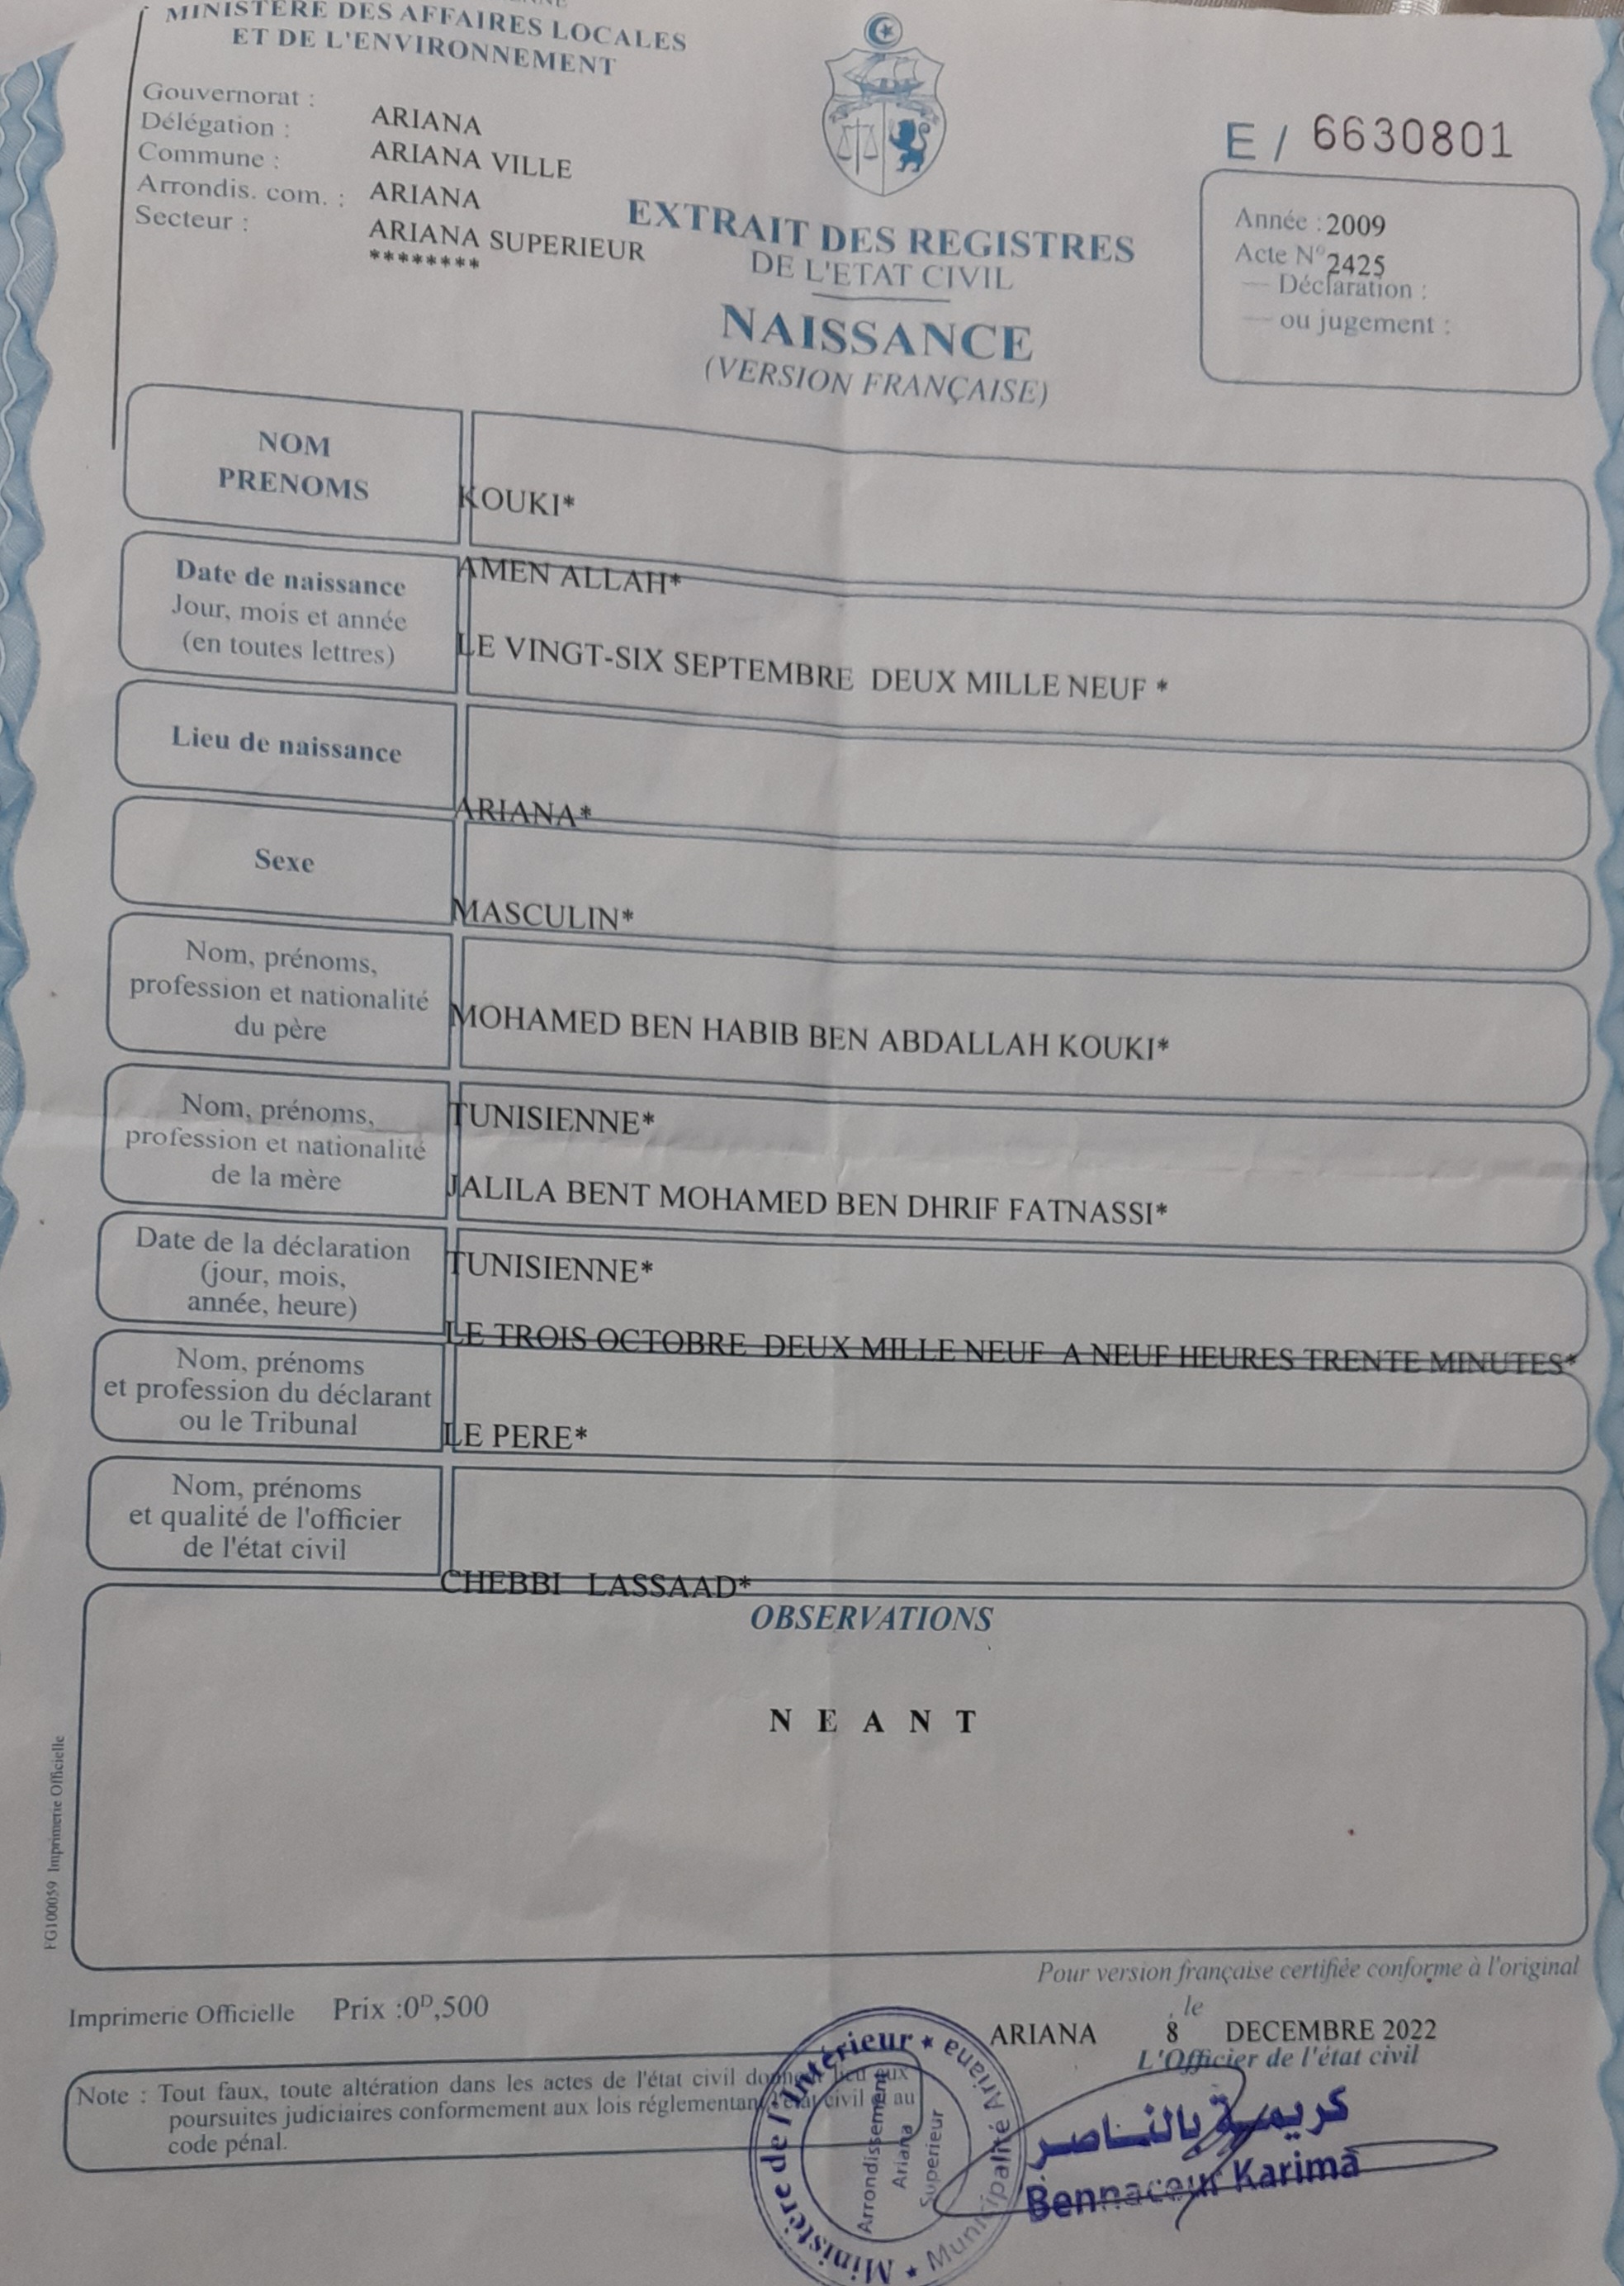 MINISTERE DES AFFAIRES LOCALES
ET DE L'ENVIRONNEMENT
Gouvernorat : ARIANA
Délégation : ARIANA VILLE
Commune : ARIANA
Arrondis. com. : ARIANA SUPERIEUR
Secteur : ********
E / 6630801
Année : 2009
Acte N° 2425
— Déclaration :
— ou jugement :
EXTRAIT DES REGISTRES
DE L'ETAT CIVIL
NAISSANCE
(VERSION FRANÇAISE)
NOM
PRENOMS
KOUKI*
AMEN ALLAH*
Date de naissance
Jour, mois et année
(en toutes lettres)
LE VINGT-SIX SEPTEMBRE DEUX MILLE NEUF *
Lieu de naissance
ARIANA*
Sexe
MASCULIN*
Nom, prénoms,
profession et nationalité
du père
MOHAMED BEN HABIB BEN ABDALLAH KOUKI*
TUNISIENNE*
Nom, prénoms,
profession et nationalité
de la mère
JALILA BENT MOHAMED BEN DHRIF FATNASSI*
TUNISIENNE*
Date de la déclaration
(jour, mois,
année, heure)
LE TROIS OCTOBRE DEUX MILLE NEUF A NEUF HEURES TRENTE MINUTES*
Nom, prénoms
et profession du déclarant
ou le Tribunal
LE PERE*
Nom, prénoms
et qualité de l'officier
de l'état civil
CHEBBI LASSAAD*
OBSERVATIONS
N E A N T
FG100059 Imprimerie Officielle
Pour version française certifiée conforme à l'original
Imprimerie Officielle Prix :0ᴰ,500
ARIANA , le 8 DECEMBRE 2022
L'Officier de l'état civil
Note : Tout faux, toute altération dans les actes de l'état civil donnent lieu aux
poursuites judiciaires conformement aux lois réglementant l'état civil et au
code pénal.
Ministère de l'Intérieur
Municipalité Ariana
Arrondissement
Ariana
Superieur
كريمة بالناصر
Bennaceur Karima